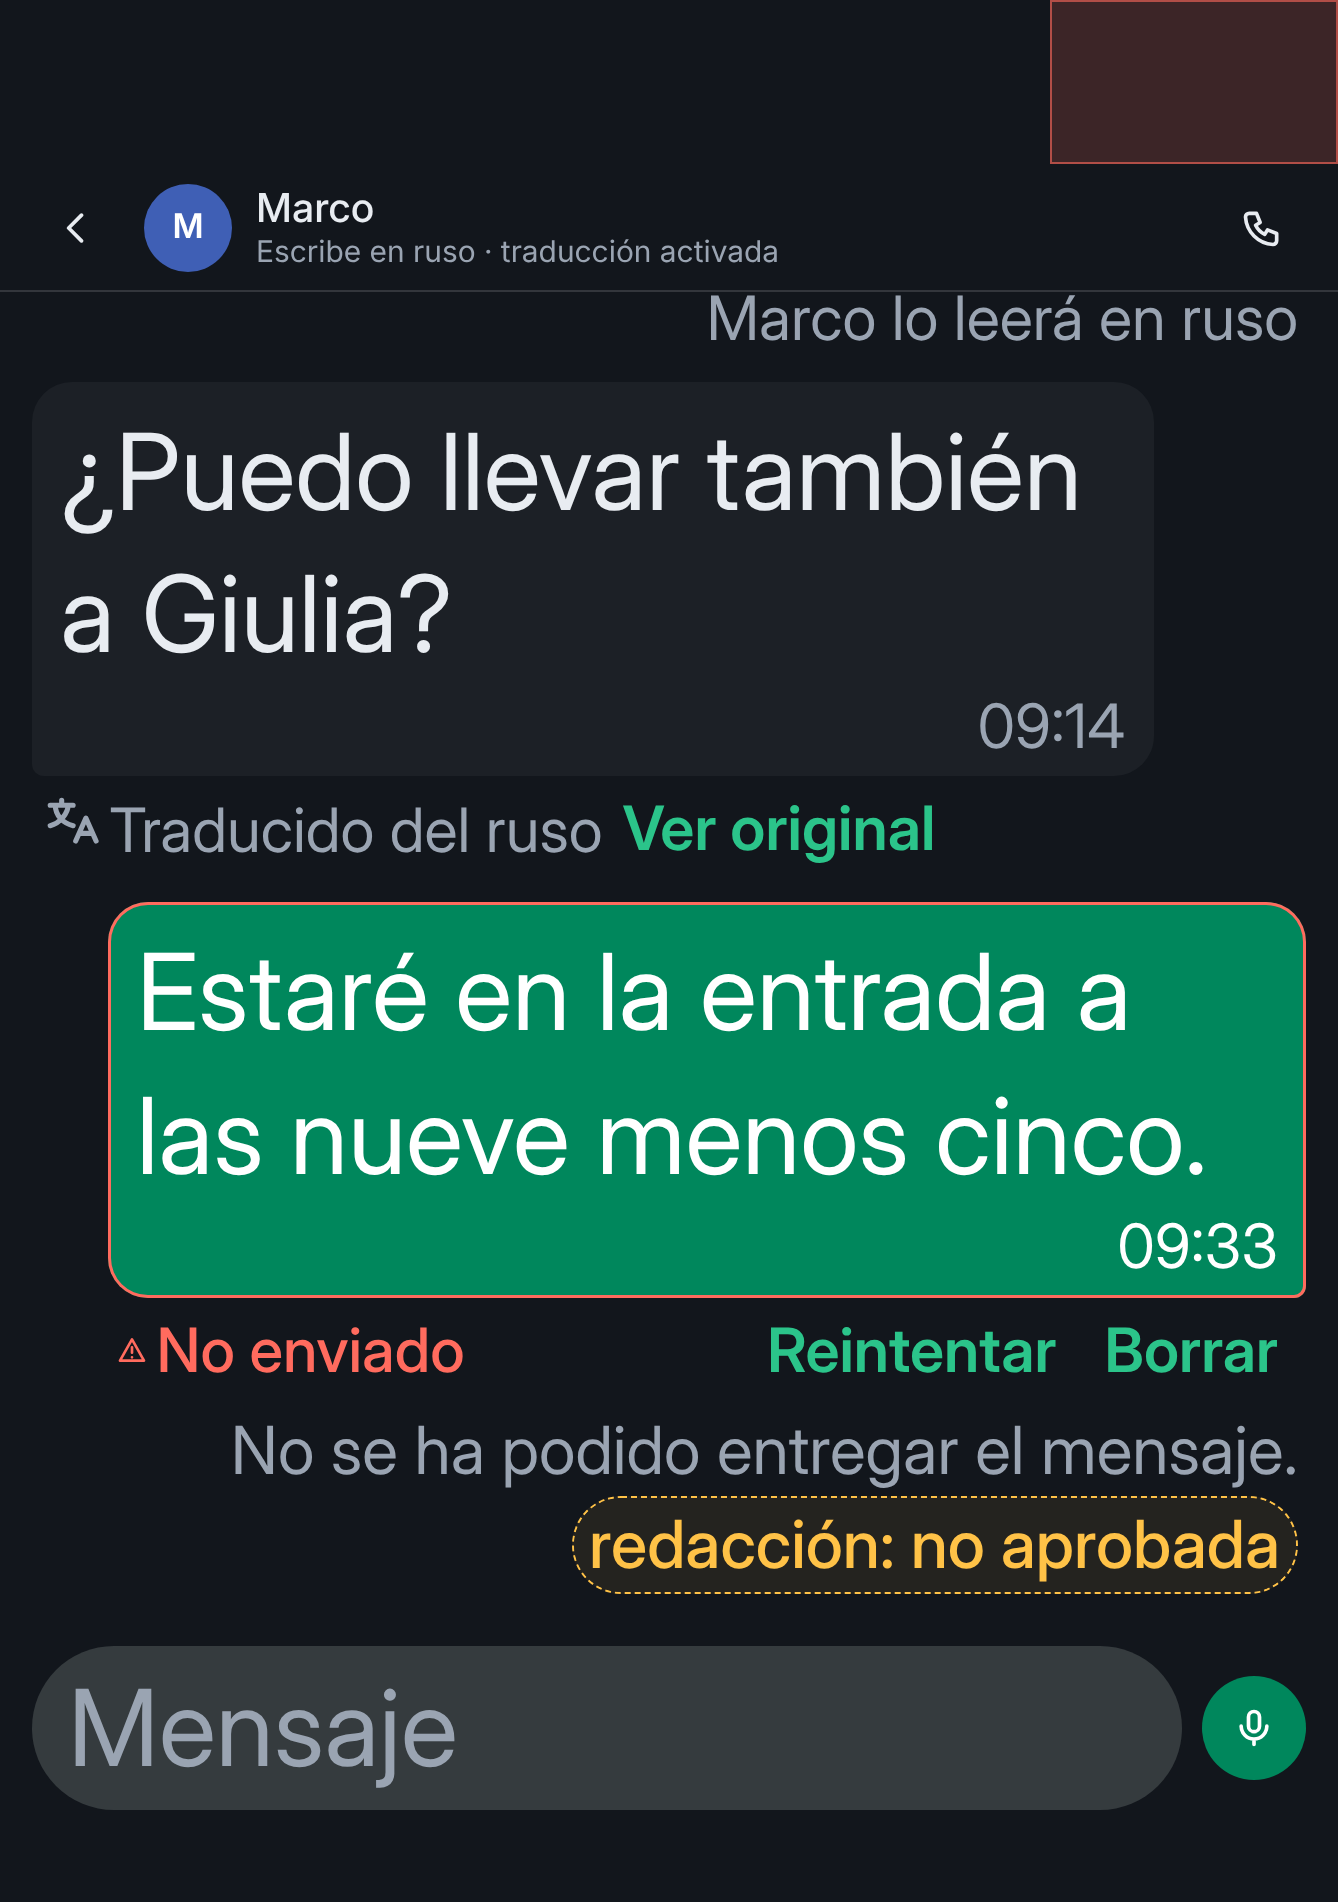 M
Marco
Escribe en ruso · traducción activada
Marco lo leerá en ruso
¿Puedo llevar también
a Giulia?
09:14
Traducido del ruso Ver original
Estaré en la entrada a
las nueve menos cinco.
09:33
No enviado Reintentar Borrar
No se ha podido entregar el mensaje.
redacción: no aprobada
Mensaje